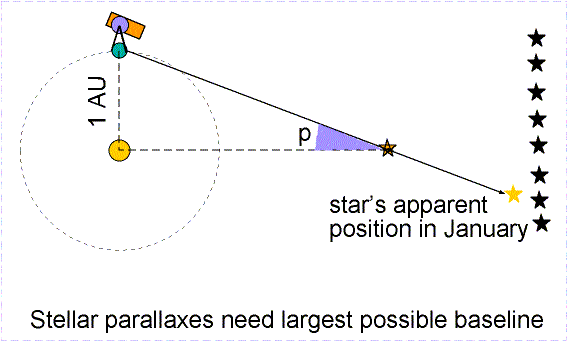 1 AU
p
star's apparent
position in January
Stellar parallaxes need largest possible baseline